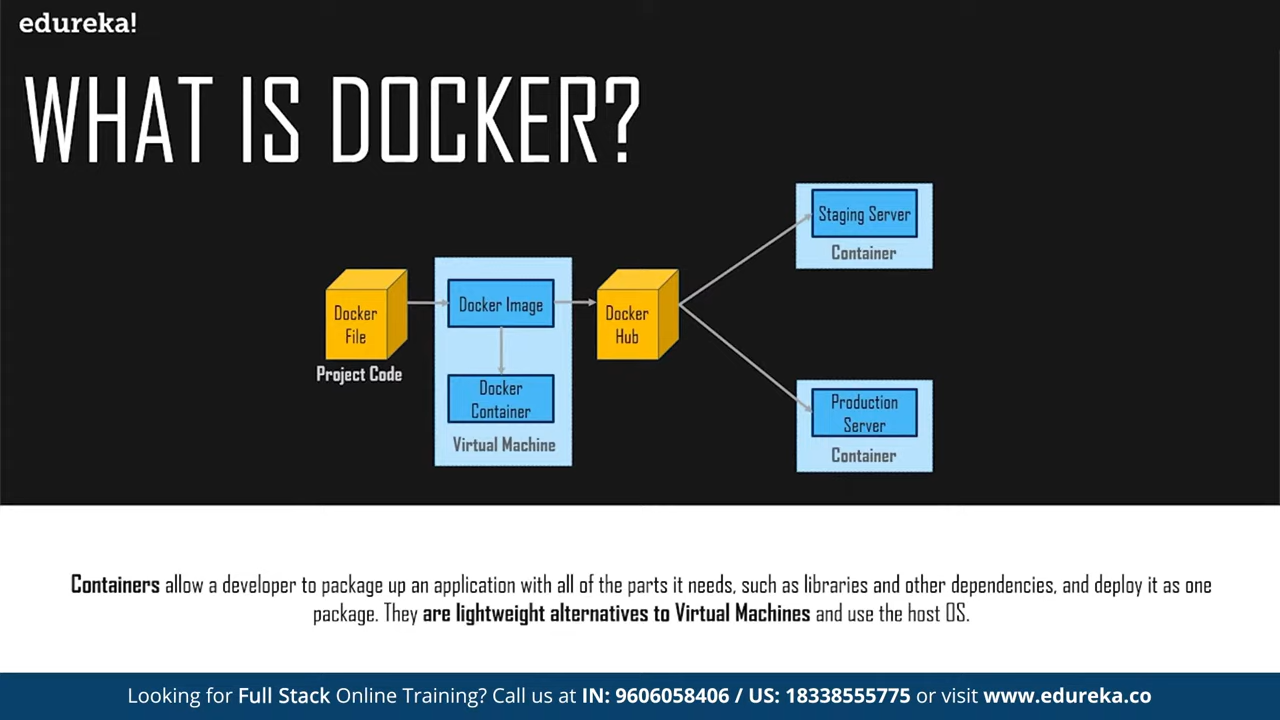 edureka!
WHAT IS DOCKER?
Staging Server
Container
Docker
File
Project Code
Docker Image
Docker
Container
Virtual Machine
Docker
Hub
Production
Server
Container
Containers allow a developer to package up an application with all of the parts it needs, such as libraries and other dependencies, and deploy it as one
package. They are lightweight alternatives to Virtual Machines and use the host OS.
Looking for Full Stack Online Training? Call us at IN: 9606058406 / US: 18338555775 or visit www.edureka.co